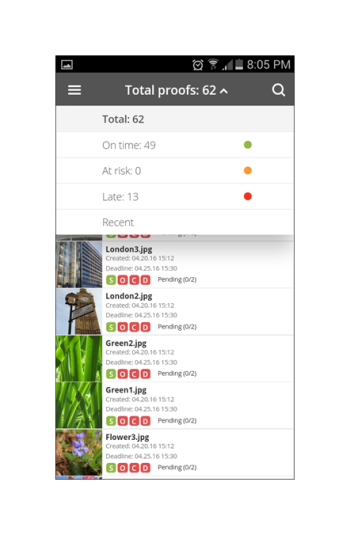 8:05 PM
Total proofs: 62
Total: 62
On time: 49
At risk: 0
Late: 13
Recent
S O C D
London3.jpg
Created: 04.20.16 15:12
Deadline: 04.25.16 15:30
S O C D Pending (0/2)
London2.jpg
Created: 04.20.16 15:12
Deadline: 04.25.16 15:30
S O C D Pending (0/2)
Green2.jpg
Created: 04.20.16 15:12
Deadline: 04.25.16 15:30
S O C D Pending (0/2)
Green1.jpg
Created: 04.20.16 15:12
Deadline: 04.25.16 15:30
S O C D Pending (0/2)
Flower3.jpg
Created: 04.20.16 15:12
Deadline: 04.25.16 15:30
S O C D Pending (0/2)